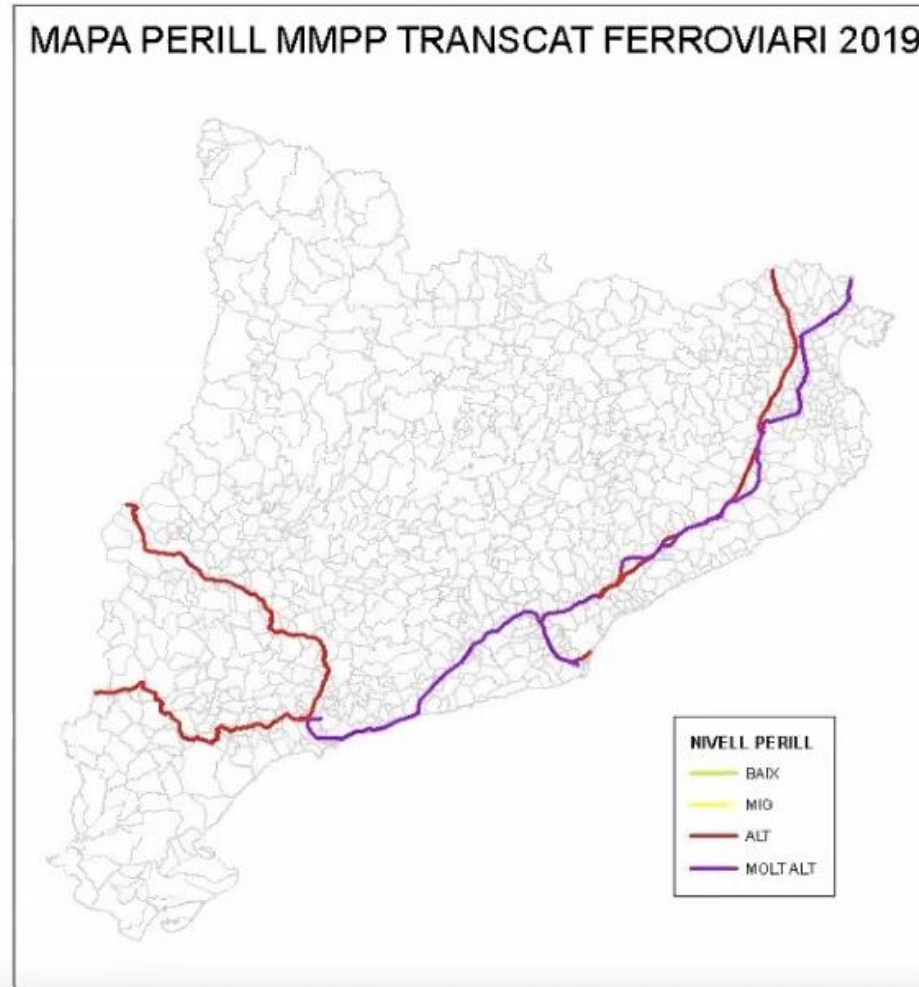 MAPA PERILL MMPP TRANSCAT FERROVIARI 2019
NIVELL PERILL
BAIX
MIG
ALT
MOLT ALT